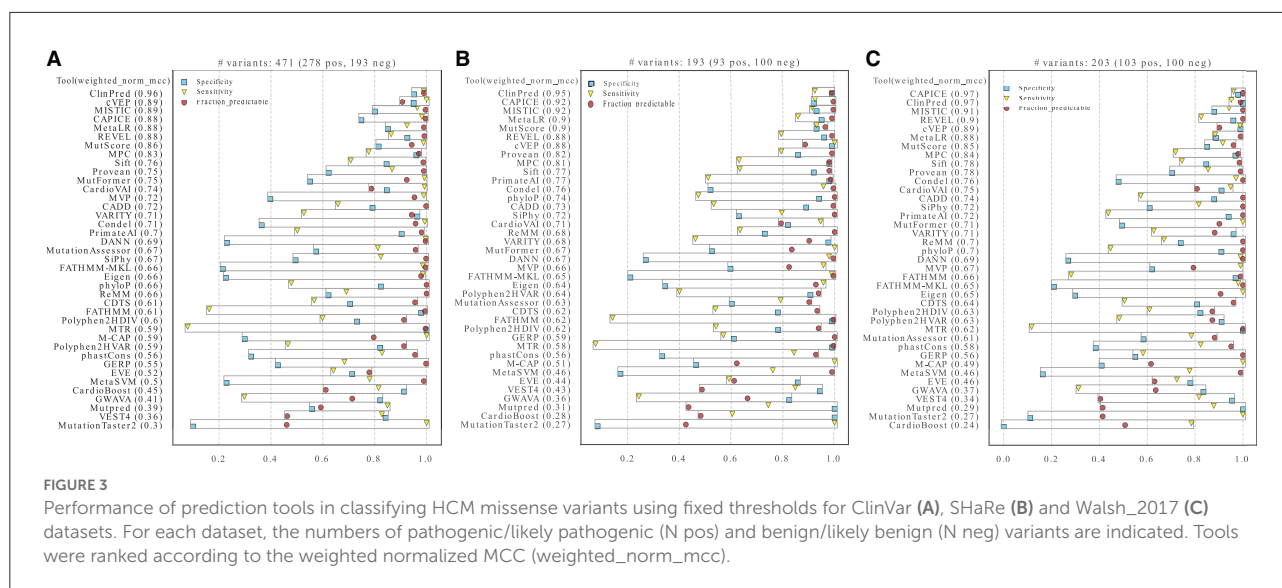 A
# variants: 471 (278 pos, 193 neg)
Tool(weighted_norm_mcc)
ClinPred (0.96)
cVEP (0.89)
MISTIC (0.89)
CAPICE (0.88)
MetaLR (0.88)
REVEL (0.88)
MutScore (0.86)
MPC (0.83)
Sift (0.76)
Provean (0.75)
MutFormer (0.75)
CardioVAI (0.74)
MVP (0.72)
CADD (0.72)
VARITY (0.71)
Condel (0.71)
PrimateAI (0.7)
DANN (0.69)
MutationAssessor (0.67)
SiPhy (0.67)
FATHMM-MKL (0.66)
Eigen (0.66)
phyloP (0.66)
ReMM (0.66)
CDTS (0.61)
FATHMM (0.61)
Polyphen2HDIV (0.6)
MTR (0.59)
M-CAP (0.59)
Polyphen2HVAR (0.59)
phastCons (0.56)
GERP (0.55)
EVE (0.53)
MetaSVM (0.5)
CardioBoost (0.45)
GWAVA (0.41)
Mutpred (0.39)
VEST4 (0.36)
MutationTaster2 (0.3)
Specificity
Sensitivity
Fraction_predictable
0.2 0.4 0.6 0.8 1.0
B
# variants: 193 (93 pos, 100 neg)
Tool(weighted_norm_mcc)
ClinPred (0.95)
CAPICE (0.92)
MISTIC (0.92)
MetaLR (0.9)
MutScore (0.9)
REVEL (0.88)
cVEP (0.88)
Provean (0.82)
MPC (0.81)
Sift (0.77)
PrimateAI (0.77)
Condel (0.76)
phyloP (0.74)
CADD (0.73)
SiPhy (0.72)
CardioVAI (0.71)
ReMM (0.68)
VARITY (0.68)
MutFormer (0.67)
DANN (0.67)
MVP (0.66)
FATHMM-MKL (0.65)
Eigen (0.64)
Polyphen2HVAR (0.64)
MutationAssessor (0.63)
CDTS (0.62)
FATHMM (0.62)
Polyphen2HDIV (0.62)
GERP (0.59)
MTR (0.58)
phastCons (0.56)
M-CAP (0.51)
MetaSVM (0.46)
EVE (0.44)
VEST4 (0.43)
GWAVA (0.36)
Mutpred (0.31)
CardioBoost (0.28)
MutationTaster2 (0.27)
Specificity
Sensitivity
Fraction_predictable
0.2 0.4 0.6 0.8 1.0
C
# variants: 203 (103 pos, 100 neg)
Tool(weighted_norm_mcc)
CAPICE (0.97)
ClinPred (0.97)
MISTIC (0.91)
REVEL (0.9)
cVEP (0.89)
MetaLR (0.88)
MutScore (0.85)
MPC (0.84)
Sift (0.78)
Provean (0.78)
Condel (0.76)
CardioVAI (0.75)
CADD (0.74)
SiPhy (0.72)
PrimateAI (0.72)
MutFormer (0.71)
VARITY (0.71)
ReMM (0.7)
phyloP (0.7)
DANN (0.69)
MVP (0.67)
FATHMM (0.66)
FATHMM-MKL (0.65)
Eigen (0.65)
Polyphen2HDIV (0.63)
Polyphen2HVAR (0.63)
MTR (0.62)
MutationAssessor (0.61)
phastCons (0.58)
GERP (0.56)
M-CAP (0.49)
MetaSVM (0.46)
EVE (0.46)
GWAVA (0.37)
VEST4 (0.34)
Mutpred (0.29)
MutationTaster2 (0.27)
CardioBoost (0.24)
Specificity
Sensitivity
Fraction_predictable
0.0 0.2 0.4 0.6 0.8 1.0
FIGURE 3
Performance of prediction tools in classifying HCM missense variants using fixed thresholds for ClinVar (A), SHaRe (B) and Walsh_2017 (C)
datasets. For each dataset, the numbers of pathogenic/likely pathogenic (N pos) and benign/likely benign (N neg) variants are indicated. Tools
were ranked according to the weighted normalized MCC (weighted_norm_mcc).